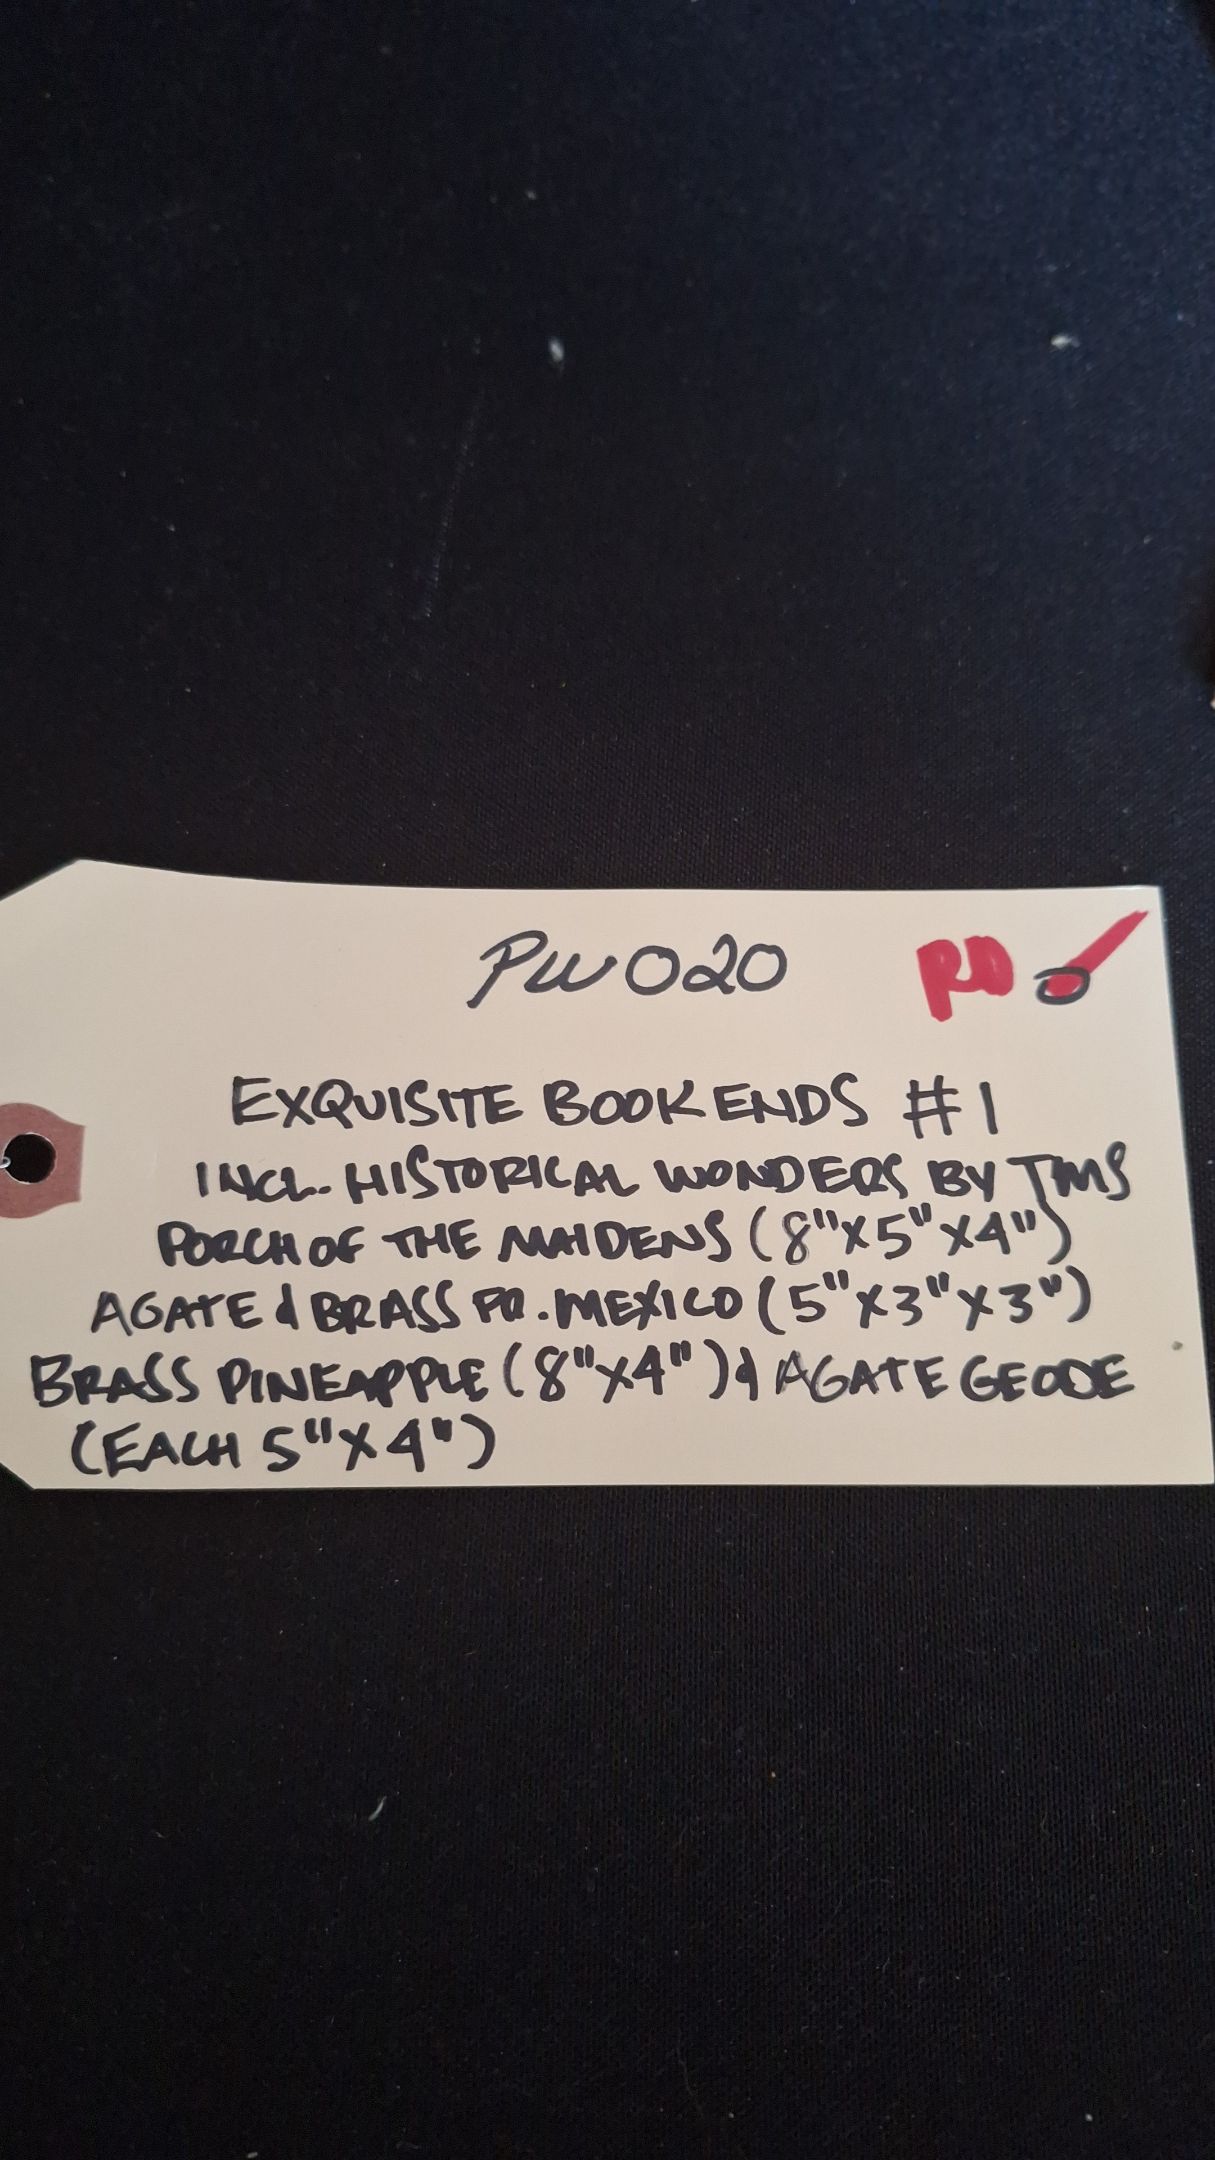 PW020 RD
EXQUISITE BOOKENDS #1
INCL. HISTORICAL WONDERS BY TMS
PORCH OF THE MAIDENS (8"X5"X4")
AGATE & BRASS FR. MEXICO (5"X3"X3")
BRASS PINEAPPLE (8"X4") & AGATE GEODE
(EACH 5"X4")